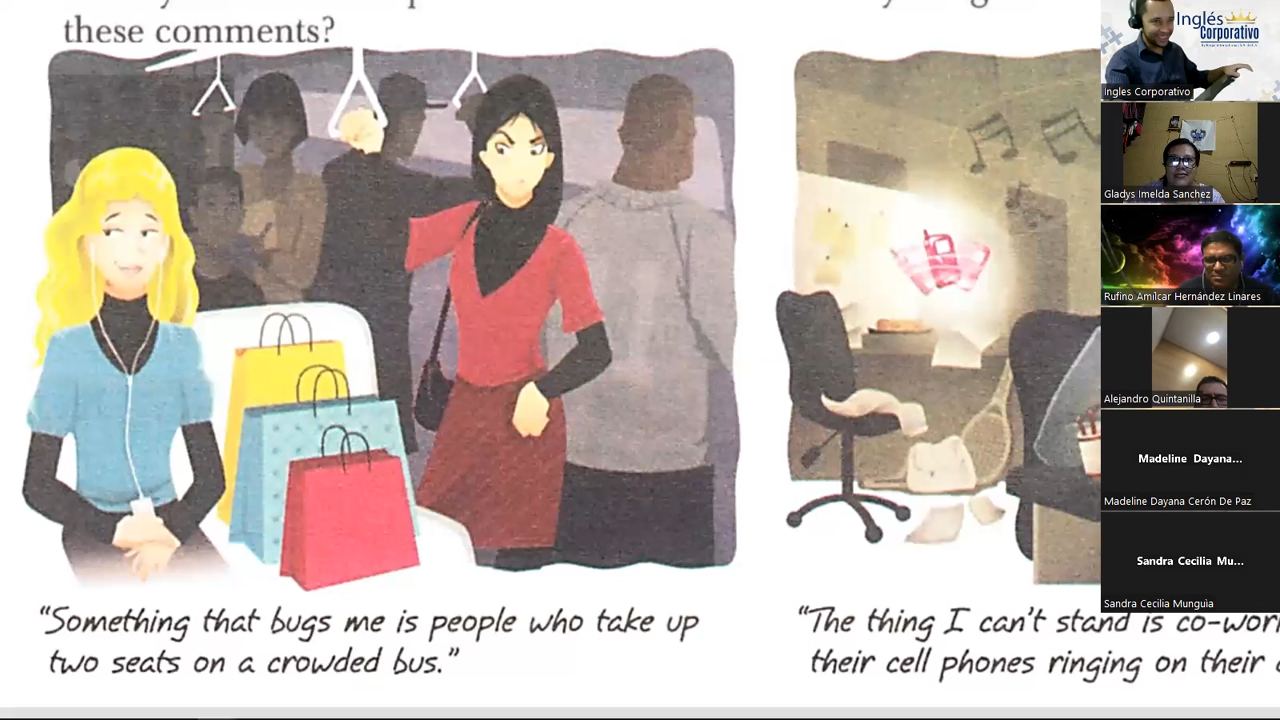 these comments?
"Something that bugs me is people who take up
two seats on a crowded bus."
"The thing I can't stand is
their cell phones ringing on their
Inglés
Corporativo
Ingles Corporativo
Gladys Imelda Sanchez
Rufino Amilcar Hernández Linares
Alejandro Quintanilla
Madeline Dayana...
Madeline Dayana Cerón De Paz
Sandra Cecilia Mu...
Sandra Cecilia Munguia